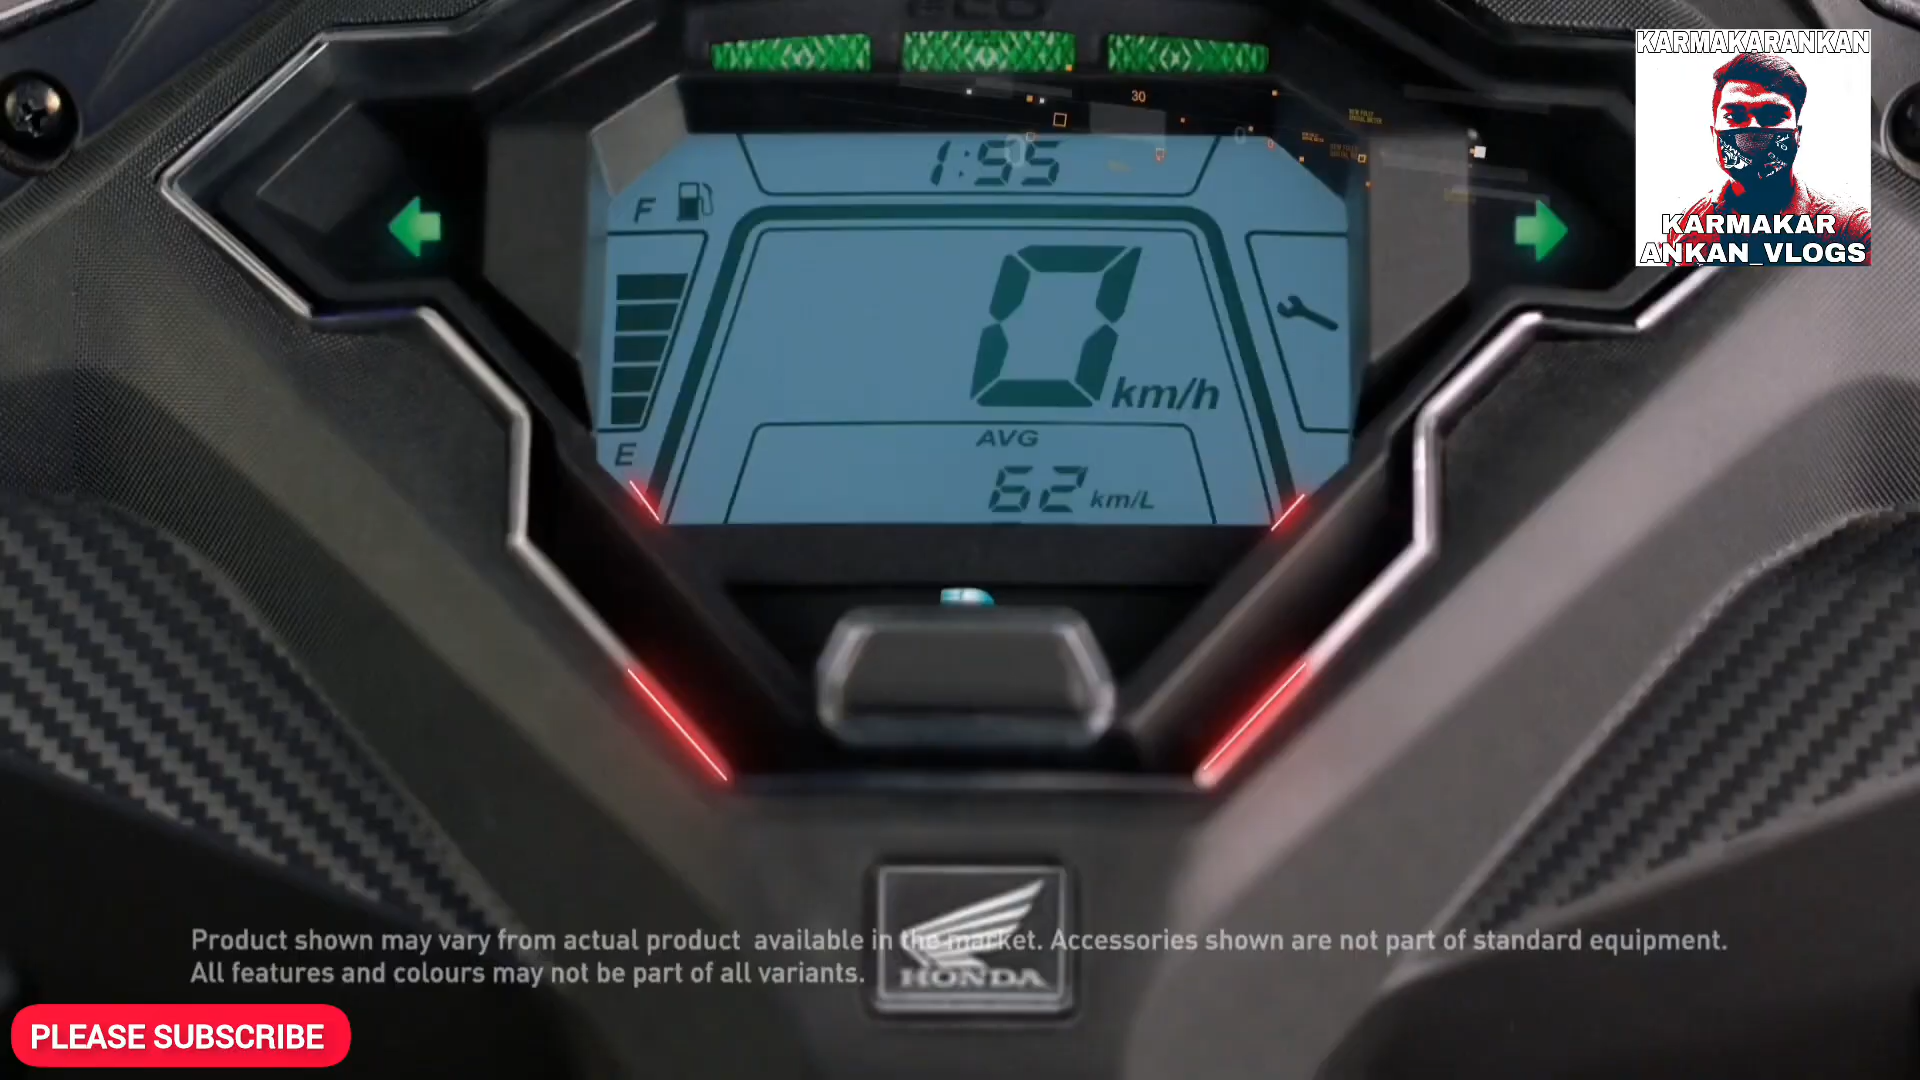 ECO
KARMAKARANKAN
30
1:55
F
0
km/h
KARMAKAR
ANKAN_VLOGS
AVG
E
62 km/L
Product shown may vary from actual product available in the market. Accessories shown are not part of standard equipment.
All features and colours may not be part of all variants.
HONDA
PLEASE SUBSCRIBE